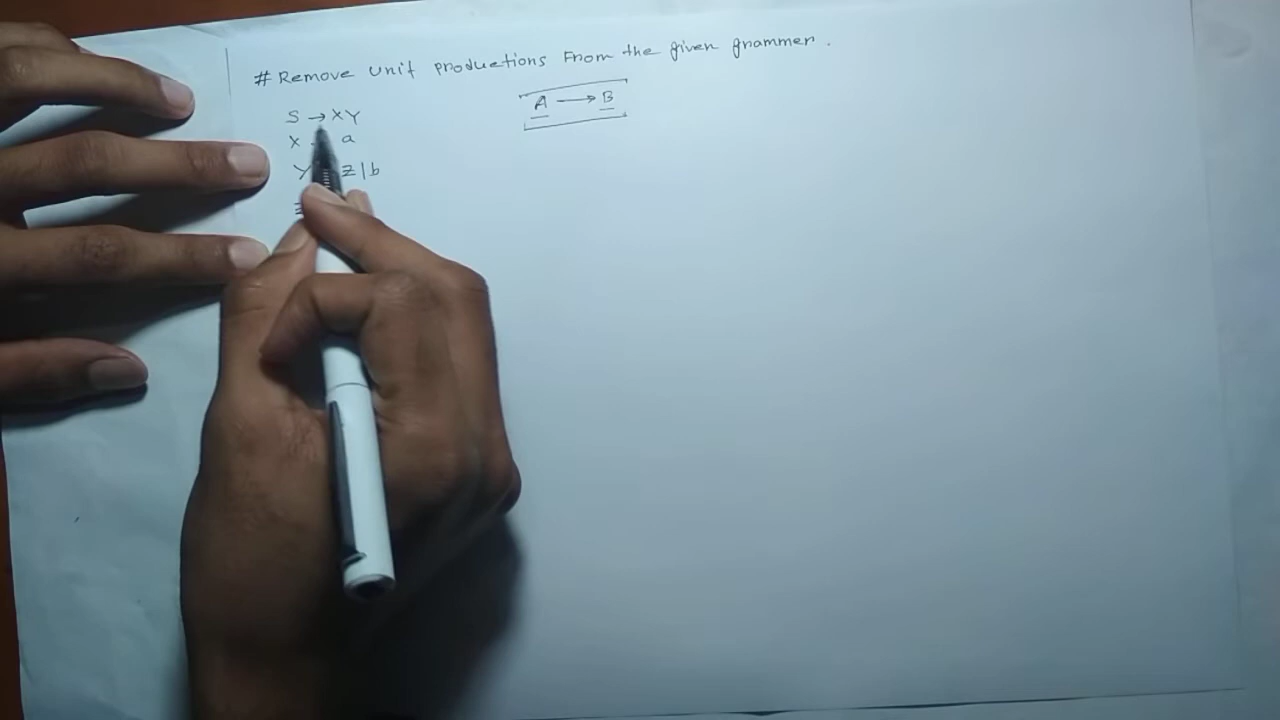 # Remove unit productions From the given grammer.
A → B
S → XY
X a
Y z|b